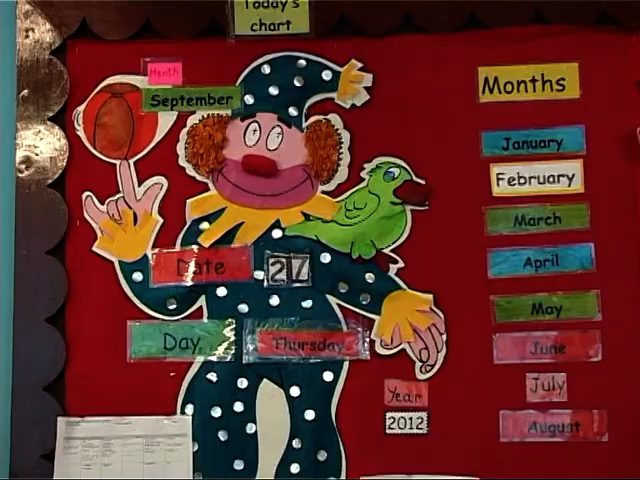 Today's
chart
Month
September
Date 27
Day Thursday
Year
2012
Months
January
February
March
April
May
June
July
August